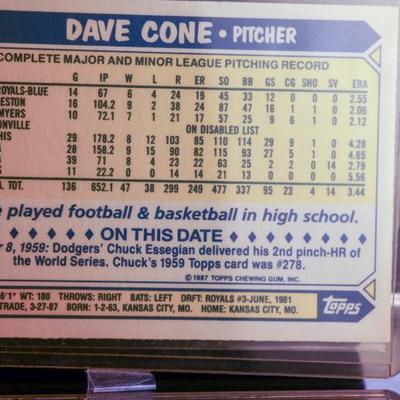 DAVE CONE • PITCHER
COMPLETE MAJOR AND MINOR LEAGUE PITCHING RECORD
G IP W L R ER SO BB GS CG SHO SV ERA
ROYALS-BLUE 14 67 6 4 24 19 45 33 12 0 0 0 2.55
LESTON 16 104.2 9 2 38 24 87 47 16 1 1 0 2.06
MYERS 10 72.1 7 1 21 17 57 25 9 6 1 0 2.12
ONVILLE ON DISABLED LIST
HIS 29 178.2 8 12 103 85 110 114 29 9 1 0 4.28
28 158.2 9 15 90 82 115 93 27 5 1 0 4.65
39 71 8 4 23 22 63 25 2 2 0 14 2.79
11 22.2 0 0 14 14 21 13 0 0 0 0 5.56
TOT. 136 652.1 47 38 299 249 477 337 95 23 4 14 3.44
played football & basketball in high school.
ON THIS DATE
8, 1959: Dodgers' Chuck Essegian delivered his 2nd pinch-HR of
the World Series. Chuck's 1959 Topps card was #278.
©1987 TOPPS CHEWING GUM, INC.
6'1" WT: 180 THROWS: RIGHT BATS: LEFT DRFT: ROYALS #3-JUNE, 1981
TRADE, 3-27-87 BORN: 1-2-63, KANSAS CITY, MO. HOME: KANSAS CITY, MO.
Topps